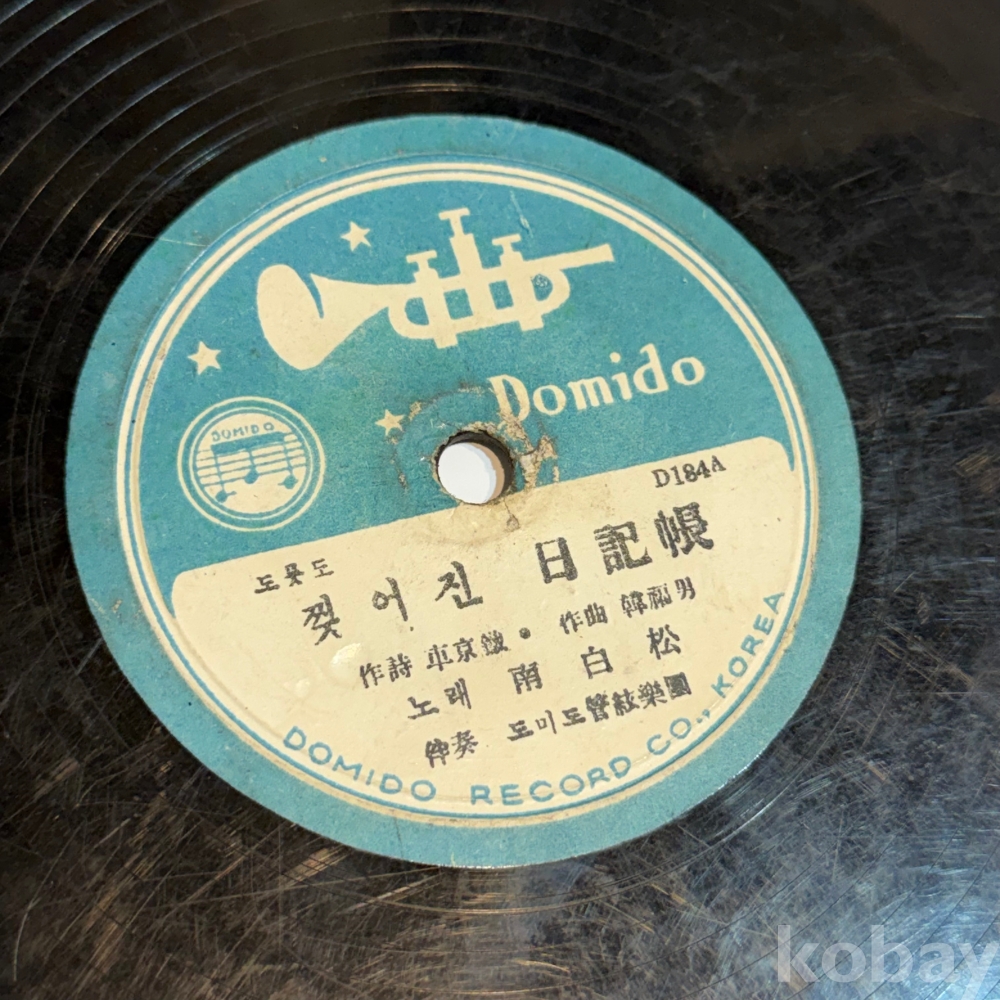 Domido
DOMIDO
D184A
도롯도
찢어진 日記帳
作詩 車京澈 · 作曲 韓福男
노래 南白松
伴奏 도미도管絃樂團
DOMIDO RECORD CO., KOREA
kobay